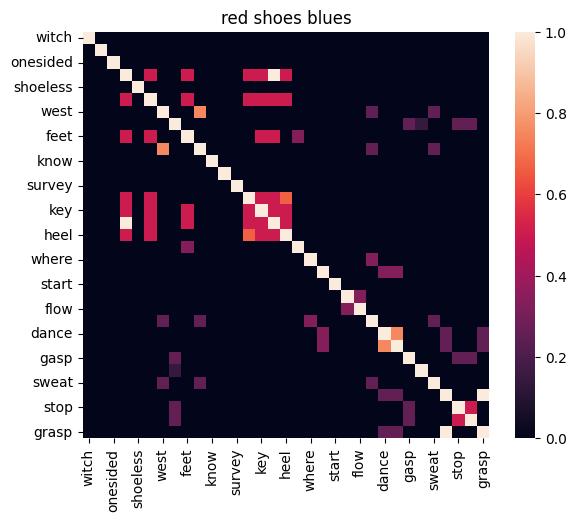 red shoes blues
witch
onesided
shoeless
west
feet
know
survey
key
heel
where
start
flow
dance
gasp
sweat
stop
grasp
witch
onesided
shoeless
west
feet
know
survey
key
heel
where
start
flow
dance
gasp
sweat
stop
grasp
1.0
0.8
0.6
0.4
0.2
0.0